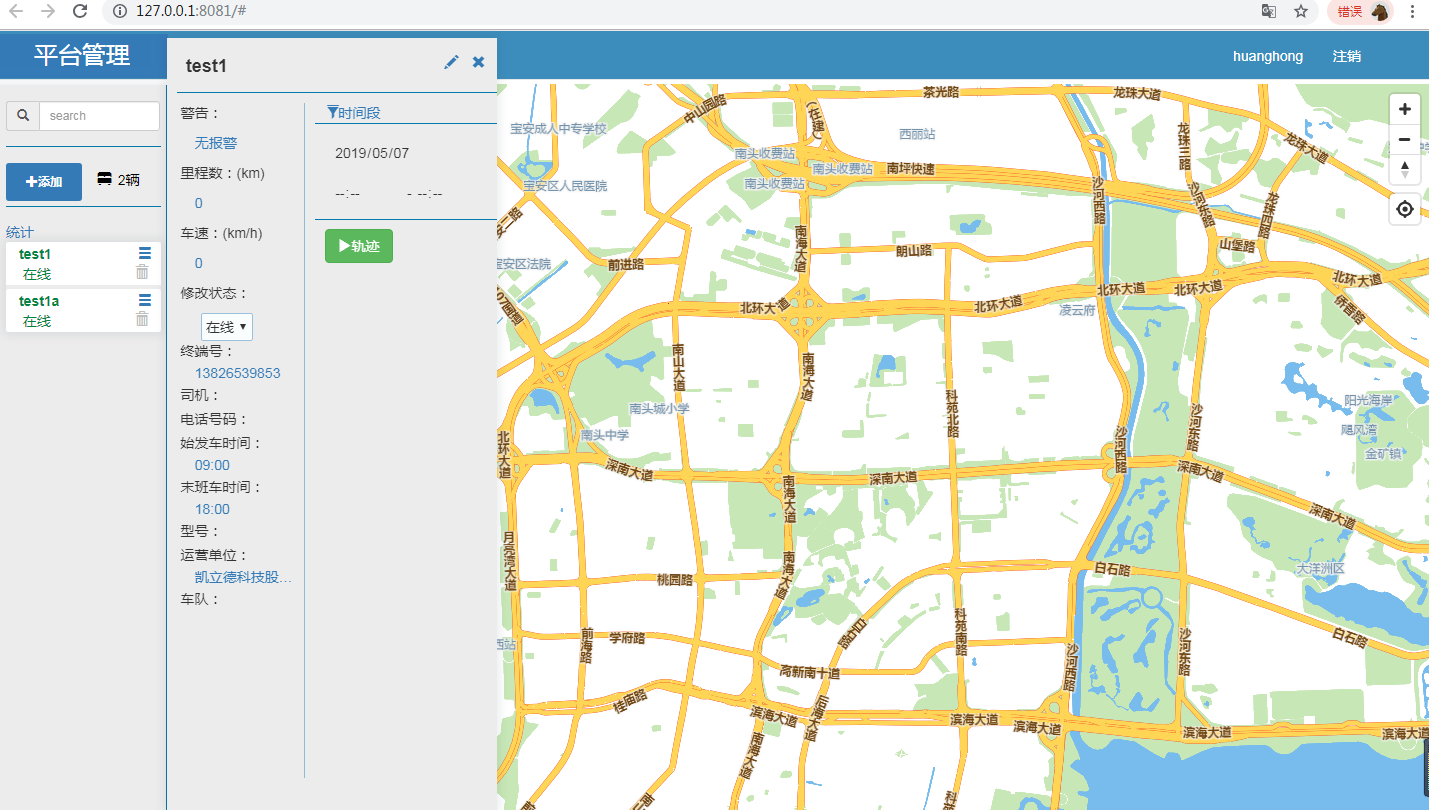 127.0.0.1:8081/#
错误
平台管理
huanghong
注销
search
添加
2辆
统计
test1
在线
test1a
在线
test1
警告：
无报警
里程数：(km)
0
车速：(km/h)
0
修改状态：
在线
终端号：
13826539853
司机：
电话号码：
始发车时间：
09:00
末班车时间：
18:00
型号：
运营单位：
凯立德科技股…
车队：
时间段
2019/05/07
--:--
- --:--
轨迹
茶光路
龙珠大道
中山园路
(在建)
宝安成人中专学校
西丽站
龙珠三路
龙珠大道
南头收费站
南头收费站
南坪快速
宝安区人民医院
南头收费站
沙河西路
沙河东路
龙珠四路
南海大道
朗山路
山堡路
宝安区法院
前进路
北环大道
北环大道
北环大道
北环大道
北环大道
侨香路
凌云府
南山大道
南海大道
科苑北路
阳光海岸
南头城小学
沙河东路
飓风湾
南头中学
沙河西路
金矿镇
北环大道
深南大道
深南大道
深南大道
南海大道
深南大道
月亮湾大道
南海大道
白石路
大洋洲区
桃园路
科苑南路
白石路
前海路
学府路
白石路
沙河东路
西站
沙河西路
高新南十道
桂庙路
后海大道
滨海大道
滨海大道
滨海大道
滨海大道
滨海大道
南海大道